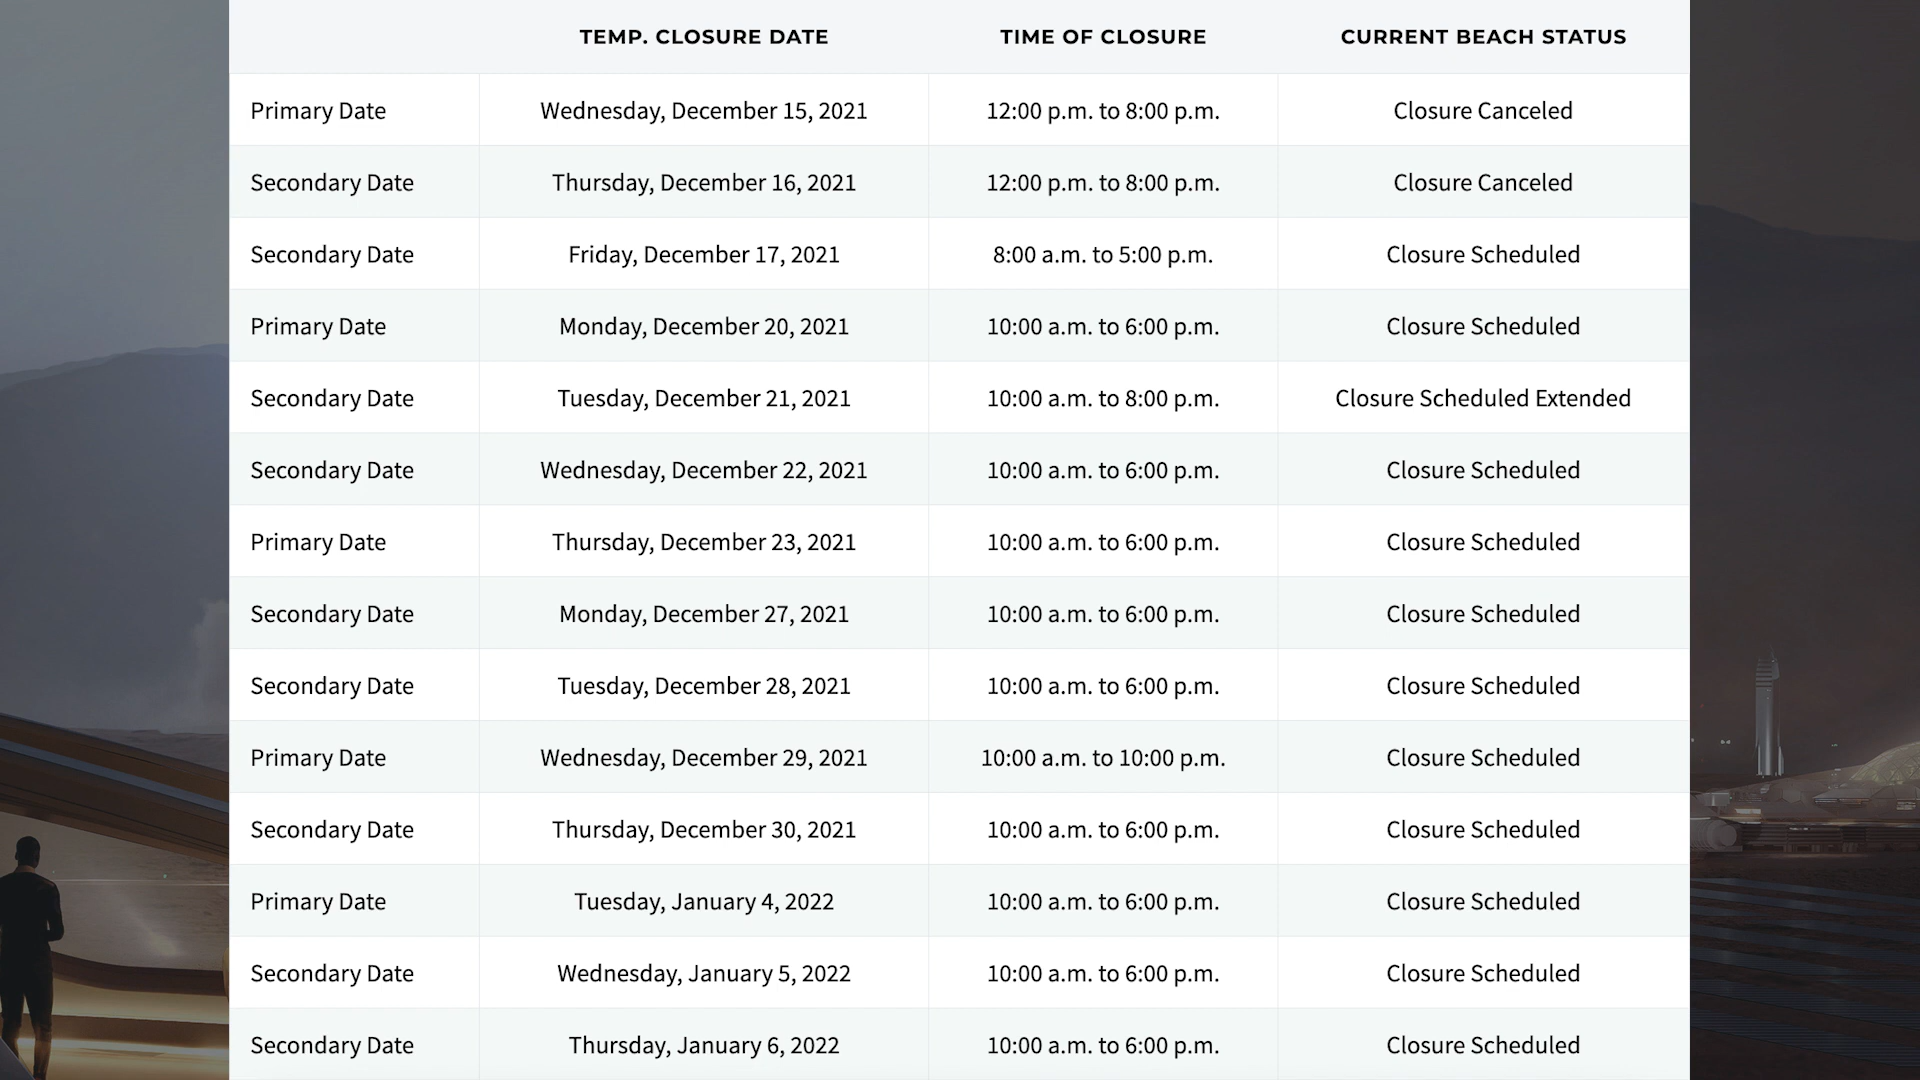 TEMP. CLOSURE DATE TIME OF CLOSURE CURRENT BEACH STATUS
Primary Date Wednesday, December 15, 2021 12:00 p.m. to 8:00 p.m. Closure Canceled
Secondary Date Thursday, December 16, 2021 12:00 p.m. to 8:00 p.m. Closure Canceled
Secondary Date Friday, December 17, 2021 8:00 a.m. to 5:00 p.m. Closure Scheduled
Primary Date Monday, December 20, 2021 10:00 a.m. to 6:00 p.m. Closure Scheduled
Secondary Date Tuesday, December 21, 2021 10:00 a.m. to 8:00 p.m. Closure Scheduled Extended
Secondary Date Wednesday, December 22, 2021 10:00 a.m. to 6:00 p.m. Closure Scheduled
Primary Date Thursday, December 23, 2021 10:00 a.m. to 6:00 p.m. Closure Scheduled
Secondary Date Monday, December 27, 2021 10:00 a.m. to 6:00 p.m. Closure Scheduled
Secondary Date Tuesday, December 28, 2021 10:00 a.m. to 6:00 p.m. Closure Scheduled
Primary Date Wednesday, December 29, 2021 10:00 a.m. to 10:00 p.m. Closure Scheduled
Secondary Date Thursday, December 30, 2021 10:00 a.m. to 6:00 p.m. Closure Scheduled
Primary Date Tuesday, January 4, 2022 10:00 a.m. to 6:00 p.m. Closure Scheduled
Secondary Date Wednesday, January 5, 2022 10:00 a.m. to 6:00 p.m. Closure Scheduled
Secondary Date Thursday, January 6, 2022 10:00 a.m. to 6:00 p.m. Closure Scheduled